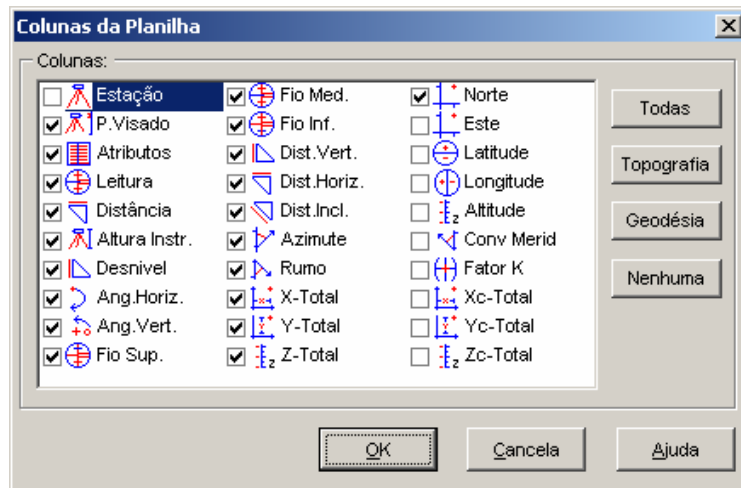 Colunas da Planilha
Colunas:
Estação
P.Visado
Atributos
Leitura
Distância
Altura Instr.
Desnivel
Ang.Horiz.
Ang.Vert.
Fio Sup.
Fio Med.
Fio Inf.
Dist.Vert.
Dist.Horiz.
Dist.Incl.
Azimute
Rumo
X-Total
Y-Total
Z-Total
Norte
Este
Latitude
Longitude
Altitude
Conv Merid
Fator K
Xc-Total
Yc-Total
Zc-Total
Todas
Topografia
Geodésia
Nenhuma
OK
Cancela
Ajuda